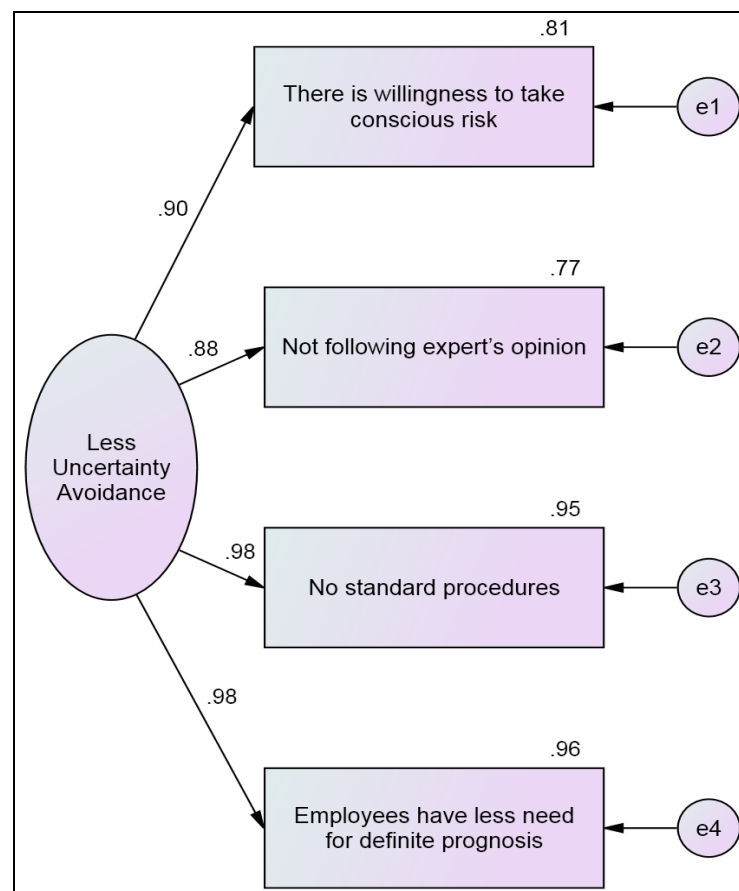 .81
There is willingness to take
conscious risk
e1
.90
.77
Not following expert’s opinion
e2
.88
Less
Uncertainty
Avoidance
.95
No standard procedures
e3
.98
.98
.96
Employees have less need
for definite prognosis
e4